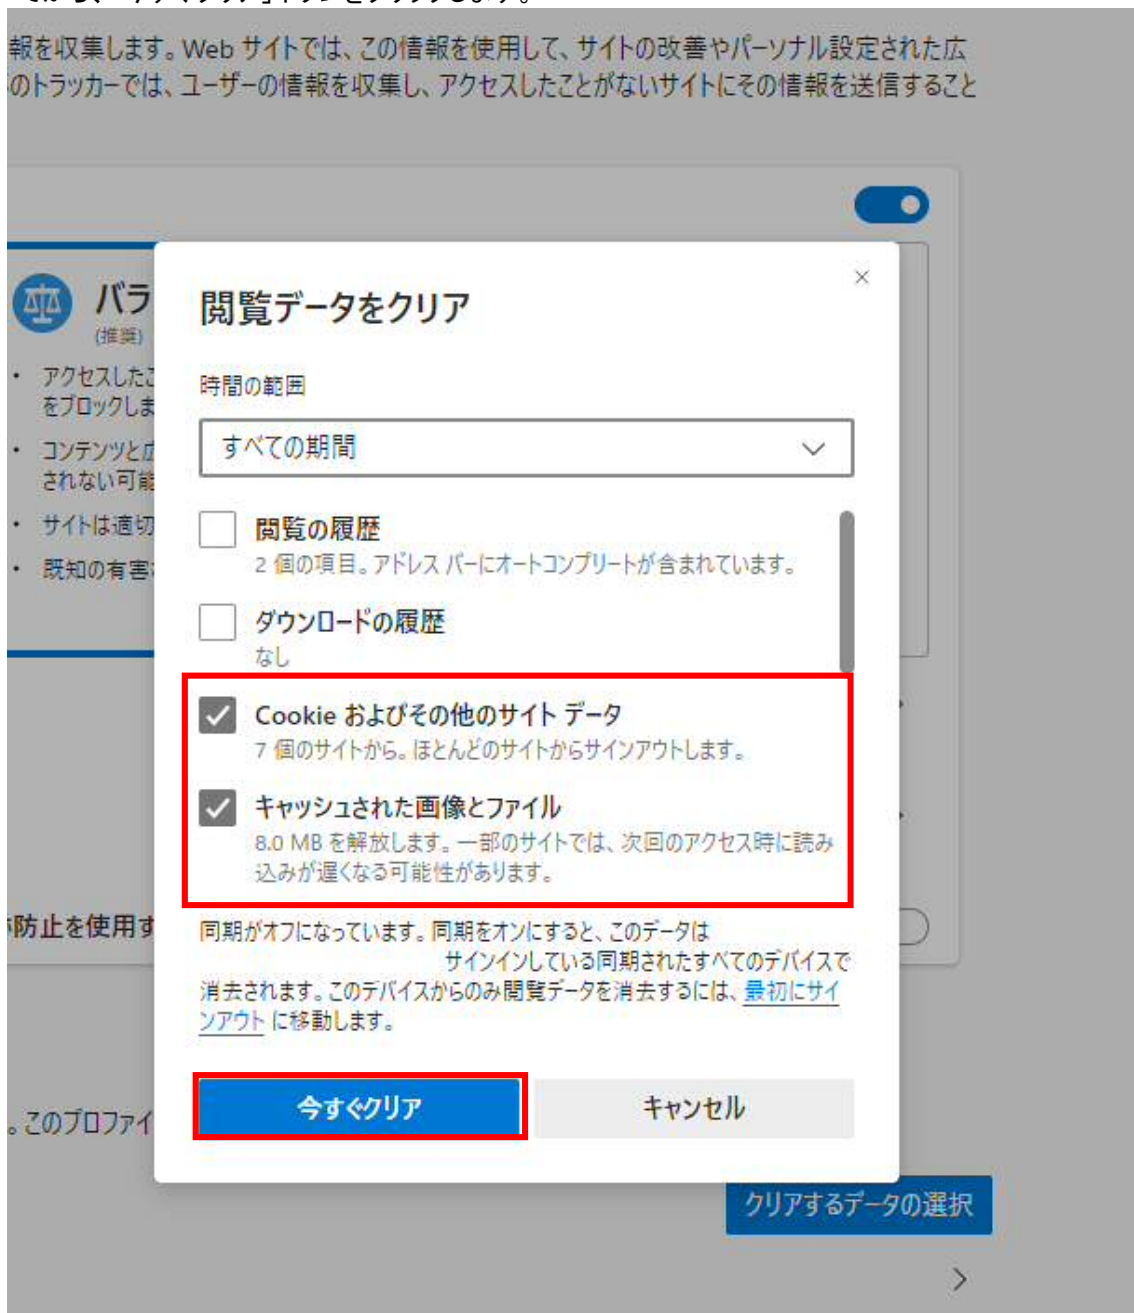 報を収集します。Web サイトでは、この情報を使用して、サイトの改善やパーソナル設定された広
のトラッカーでは、ユーザーの情報を収集し、アクセスしたことがないサイトにその情報を送信すること
バラ
(推奨)
・ アクセスしたこ
をブロックしま
・ コンテンツと広
されない可能
・ サイトは適切
・ 既知の有害
閲覧データをクリア
時間の範囲
すべての期間
閲覧の履歴
2 個の項目。アドレス バーにオートコンプリートが含まれています。
ダウンロードの履歴
なし
Cookie およびその他のサイト データ
7 個のサイトから。ほとんどのサイトからサインアウトします。
キャッシュされた画像とファイル
8.0 MB を解放します。一部のサイトでは、次回のアクセス時に読み
込みが遅くなる可能性があります。
同期がオフになっています。同期をオンにすると、このデータは
サインインしている同期されたすべてのデバイスで
消去されます。このデバイスからのみ閲覧データを消去するには、最初にサイ
ンアウト に移動します。
今すぐクリア
キャンセル
防止を使用す
。このプロファイ
クリアするデータの選択